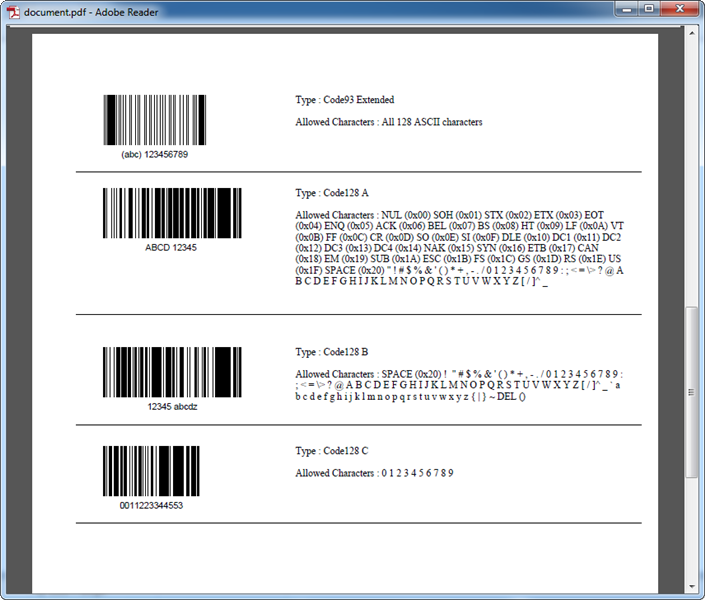 document.pdf - Adobe Reader
Type : Code93 Extended
Allowed Characters : All 128 ASCII characters
(abc) 123456789
Type : Code128 A
Allowed Characters : NUL (0x00) SOH (0x01) STX (0x02) ETX (0x03) EOT
(0x04) ENQ (0x05) ACK (0x06) BEL (0x07) BS (0x08) HT (0x09) LF (0x0A) VT
(0x0B) FF (0x0C) CR (0x0D) SO (0x0E) SI (0x0F) DLE (0x10) DC1 (0x11) DC2
(0x12) DC3 (0x13) DC4 (0x14) NAK (0x15) SYN (0x16) ETB (0x17) CAN
(0x18) EM (0x19) SUB (0x1A) ESC (0x1B) FS (0x1C) GS (0x1D) RS (0x1E) US
(0x1F) SPACE (0x20) " ! # $ % & ' ( ) * + , - . / 0 1 2 3 4 5 6 7 8 9 : ; < = \> ? @ A
B C D E F G H I J K L M N O P Q R S T U V W X Y Z [ / ]^ _
ABCD 12345
Type : Code128 B
Allowed Characters : SPACE (0x20) ! " # $ % & ' ( ) * + , - . / 0 1 2 3 4 5 6 7 8 9 :
; < = \> ? @ A B C D E F G H I J K L M N O P Q R S T U V W X Y Z [ / ]^ _ ` a
b c d e f g h i j k l m n o p q r s t u v w x y z { | } ~ DEL ()
12345 abcdz
Type : Code128 C
Allowed Characters : 0 1 2 3 4 5 6 7 8 9
0011223344553